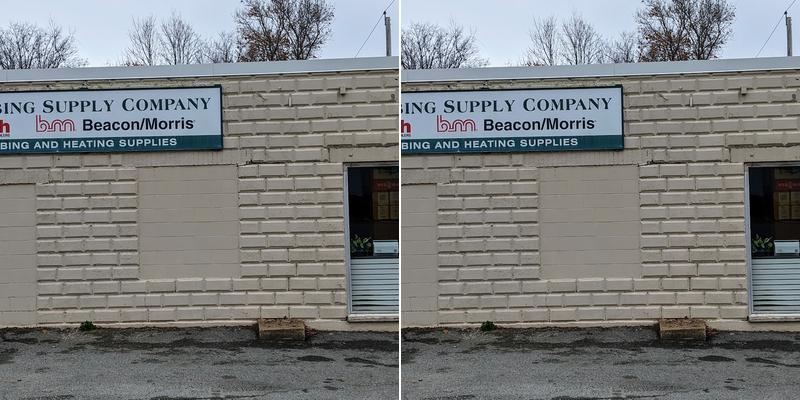 BING SUPPLY COMPANY
h bm Beacon/Morris
BING AND HEATING SUPPLIES
BING SUPPLY COMPANY
h bm Beacon/Morris
BING AND HEATING SUPPLIES